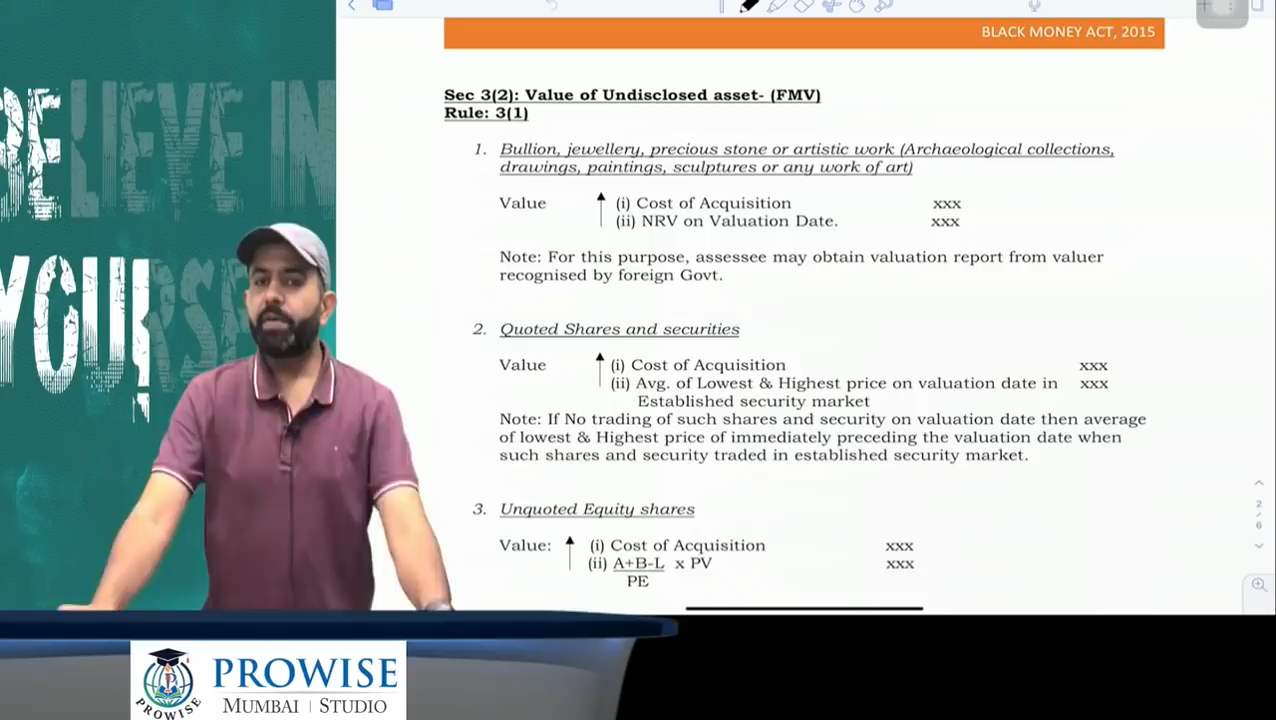 BELIEVE IN
YOURSE
BLACK MONEY ACT, 2015
Sec 3(2): Value of Undisclosed asset- (FMV)
Rule: 3(1)
1. Bullion, jewellery, precious stone or artistic work (Archaeological collections,
drawings, paintings, sculptures or any work of art)
Value (i) Cost of Acquisition xxx
(ii) NRV on Valuation Date. xxx
Note: For this purpose, assessee may obtain valuation report from valuer
recognised by foreign Govt.
2. Quoted Shares and securities
Value (i) Cost of Acquisition xxx
(ii) Avg. of Lowest & Highest price on valuation date in xxx
Established security market
Note: If No trading of such shares and security on valuation date then average
of lowest & Highest price of immediately preceding the valuation date when
such shares and security traded in established security market.
3. Unquoted Equity shares
Value: (i) Cost of Acquisition xxx
(ii) A+B-L x PV xxx
PE
2
/
6
PROWISE
PROWISE
MUMBAI | STUDIO